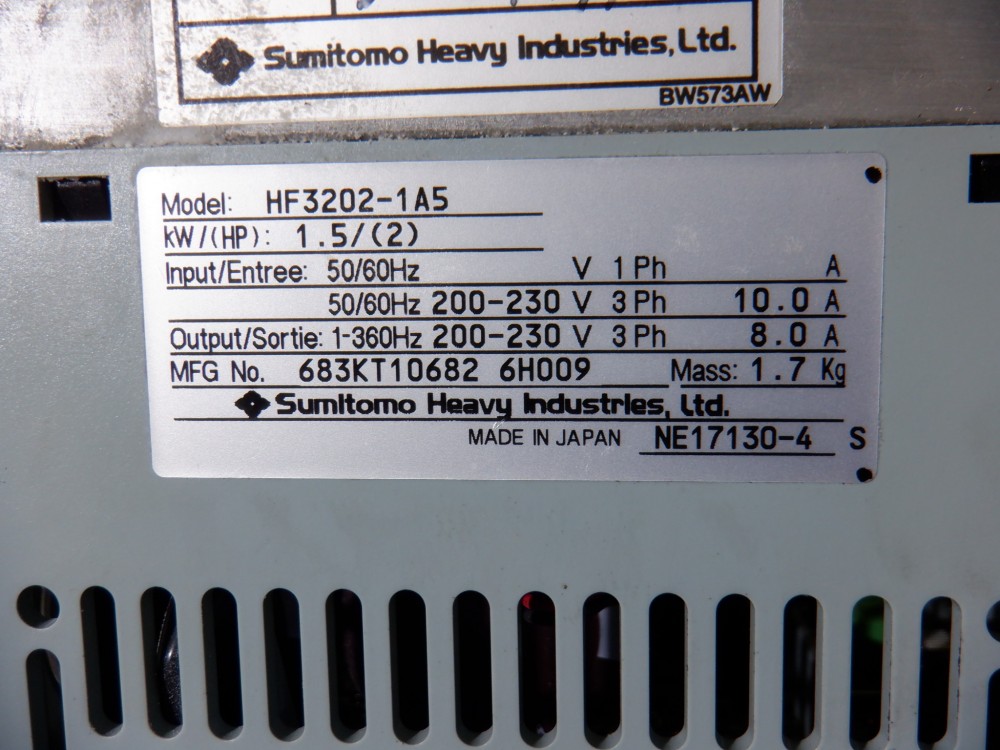 Sumitomo Heavy Industries, Ltd.
BW573AW
Model: HF3202-1A5
kW/(HP): 1.5/(2)
Input/Entree: 50/60Hz V 1 Ph A
50/60Hz 200-230 V 3 Ph 10.0 A
Output/Sortie: 1-360Hz 200-230 V 3 Ph 8.0 A
MFG No. 683KT10682 6H009 Mass: 1.7 Kg
Sumitomo Heavy Industries, Ltd.
MADE IN JAPAN NE17130-4 S